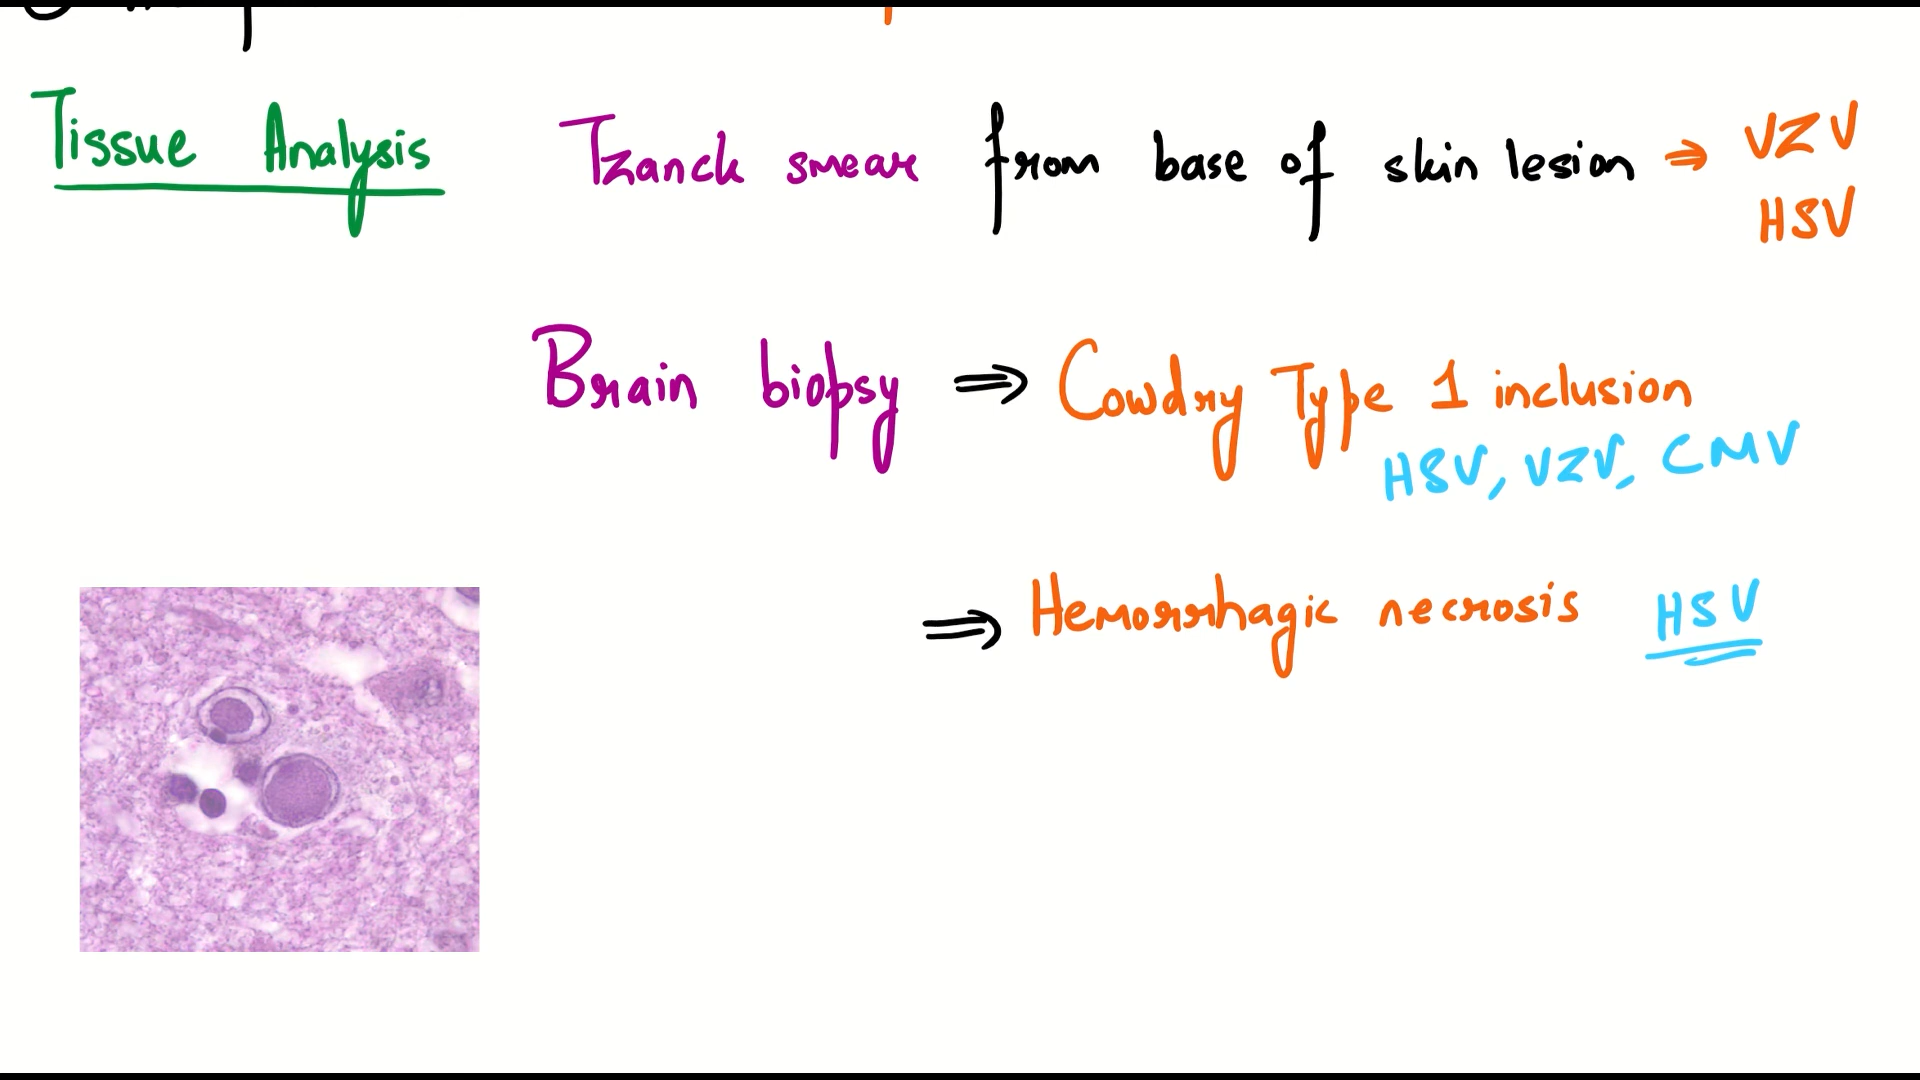 Tissue Analysis Tzanck smear from base of skin lesion ⇒ VZV
HSV
Brain biopsy ⇒ Cowdry Type 1 inclusion
HSV, VZV, CMV
⇒ Hemorrhagic necrosis HSV